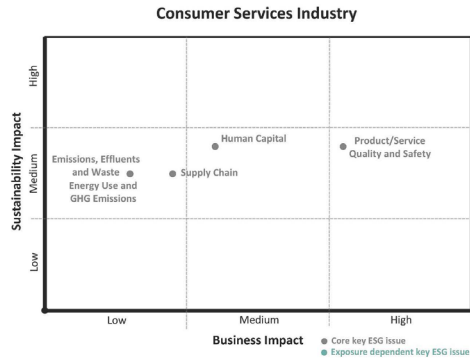 Consumer Services Industry
Sustainability Impact
High
Medium
Low
Human Capital
Product/Service
Quality and Safety
Emissions, Effluents
and Waste
Energy Use and
GHG Emissions
Supply Chain
Low
Medium
High
Business Impact
Core key ESG issue
Exposure dependent key ESG issue